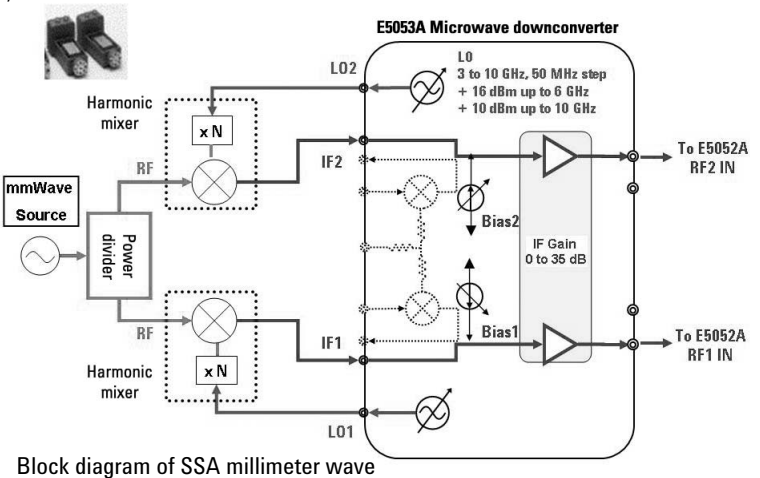 E5053A Microwave downconverter
LO
3 to 10 GHz, 50 MHz step
+ 16 dBm up to 6 GHz
+ 10 dBm up to 10 GHz
LO2
Harmonic
mixer
x N
RF
IF2
To E5052A
RF2 IN
mmWave
Source
Power
divider
Bias2
IF Gain
0 to 35 dB
RF
IF1
Bias1
To E5052A
RF1 IN
Harmonic
mixer
x N
LO1
Block diagram of SSA millimeter wave